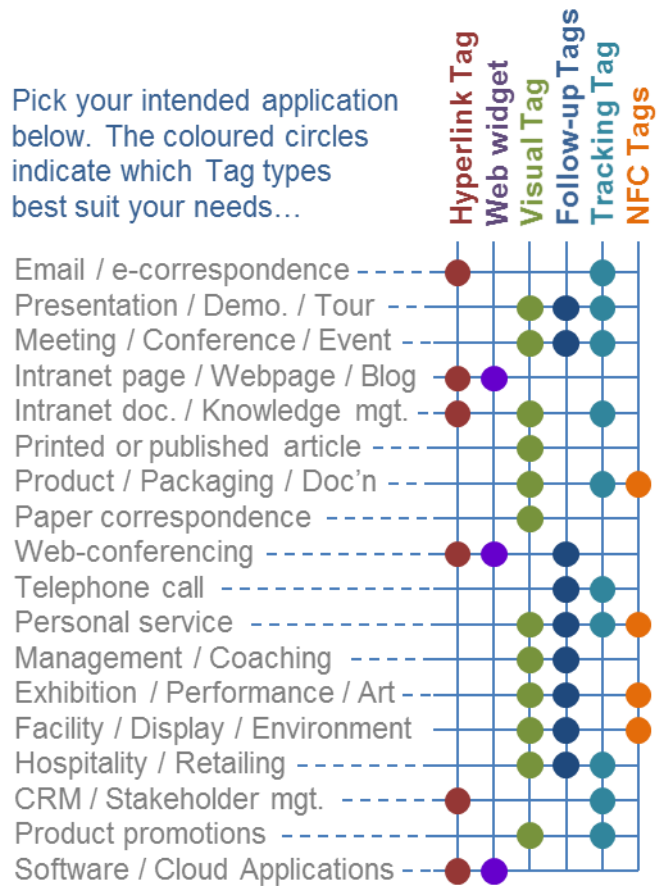 Pick your intended application
below. The coloured circles
indicate which Tag types
best suit your needs…
Hyperlink Tag
Web widget
Visual Tag
Follow-up Tags
Tracking Tag
NFC Tags
Email / e-correspondence
Presentation / Demo. / Tour
Meeting / Conference / Event
Intranet page / Webpage / Blog
Intranet doc. / Knowledge mgt.
Printed or published article
Product / Packaging / Doc’n
Paper correspondence
Web-conferencing
Telephone call
Personal service
Management / Coaching
Exhibition / Performance / Art
Facility / Display / Environment
Hospitality / Retailing
CRM / Stakeholder mgt.
Product promotions
Software / Cloud Applications